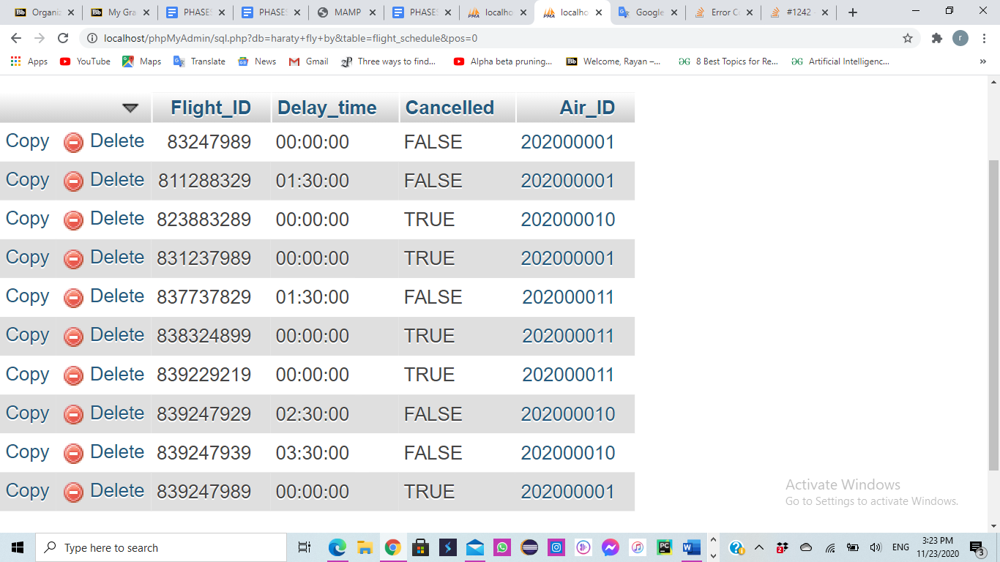 Organiz My Gra PHASES PHASES MAMP PHASES localho localho Google Error C #1242 -
localhost/phpMyAdmin/sql.php?db=haraty+fly+by&table=flight_schedule&pos=0 r
Apps YouTube Maps Translate News Gmail Three ways to find... Alpha beta pruning... Bb Welcome, Rayan –... 8 Best Topics for Re... Artificial Intelligenc... »
Flight_ID Delay_time Cancelled Air_ID
Copy Delete 83247989 00:00:00 FALSE 202000001
Copy Delete 811288329 01:30:00 FALSE 202000001
Copy Delete 823883289 00:00:00 TRUE 202000010
Copy Delete 831237989 00:00:00 TRUE 202000001
Copy Delete 837737829 01:30:00 FALSE 202000011
Copy Delete 838324899 00:00:00 TRUE 202000011
Copy Delete 839229219 00:00:00 TRUE 202000011
Copy Delete 839247929 02:30:00 FALSE 202000010
Copy Delete 839247939 03:30:00 FALSE 202000010
Copy Delete 839247989 00:00:00 TRUE 202000001
Activate Windows
Go to Settings to activate Windows.
Type here to search ENG 3:23 PM
11/23/2020 3